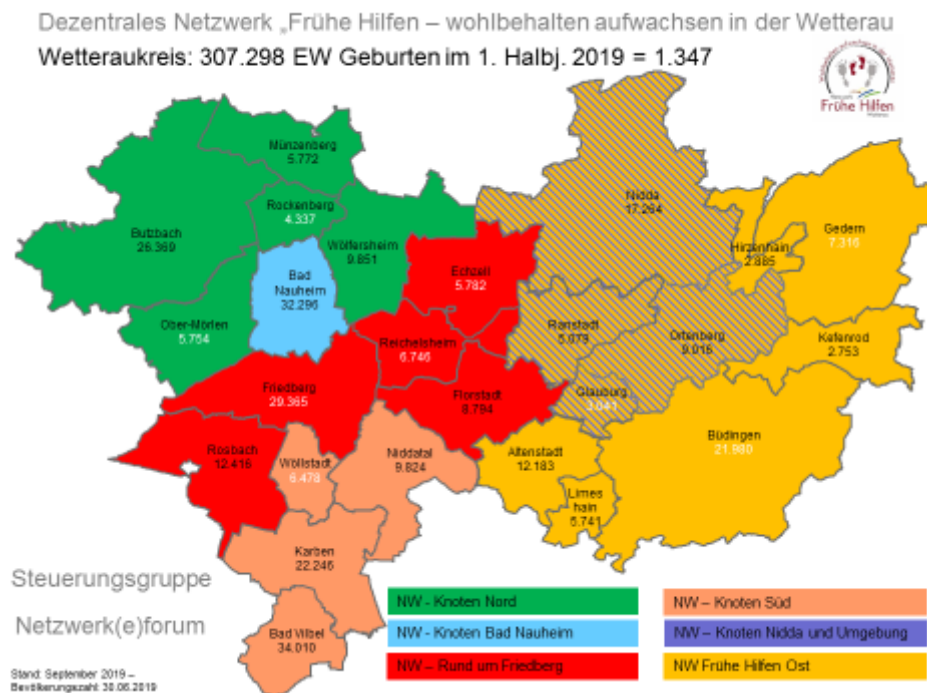 Dezentrales Netzwerk „Frühe Hilfen – wohlbehalten aufwachsen in der Wetterau
Wetteraukreis: 307.298 EW Geburten im 1. Halbj. 2019 = 1.347
Frühe Hilfen
Münzenberg
5.772
Rockenberg
4.337
Butzbach
26.369
Wölfersheim
9.851
Bad
Nauheim
32.296
Ober-Mörlen
5.754
Echzell
5.782
Reichelsheim
6.746
Friedberg
29.365
Florstadt
8.794
Rosbach
12.416
Wöllstadt
6.478
Niddatal
9.824
Karben
22.246
Bad Vilbel
34.010
Nidda
17.264
Hirzenhain
2.885
Gedern
7.316
Ranstadt
5.079
Ortenberg
9.016
Kefenrod
2.753
Glauburg
Altenstadt
12.183
Büdingen
21.980
Limes
hain
5.741
Steuerungsgruppe
Netzwerk(e)forum
Stand: September 2019 –
Bevölkerungszahl: 30.06.2019
NW - Knoten Nord
NW - Knoten Bad Nauheim
NW – Rund um Friedberg
NW – Knoten Süd
NW – Knoten Nidda und Umgebung
NW Frühe Hilfen Ost